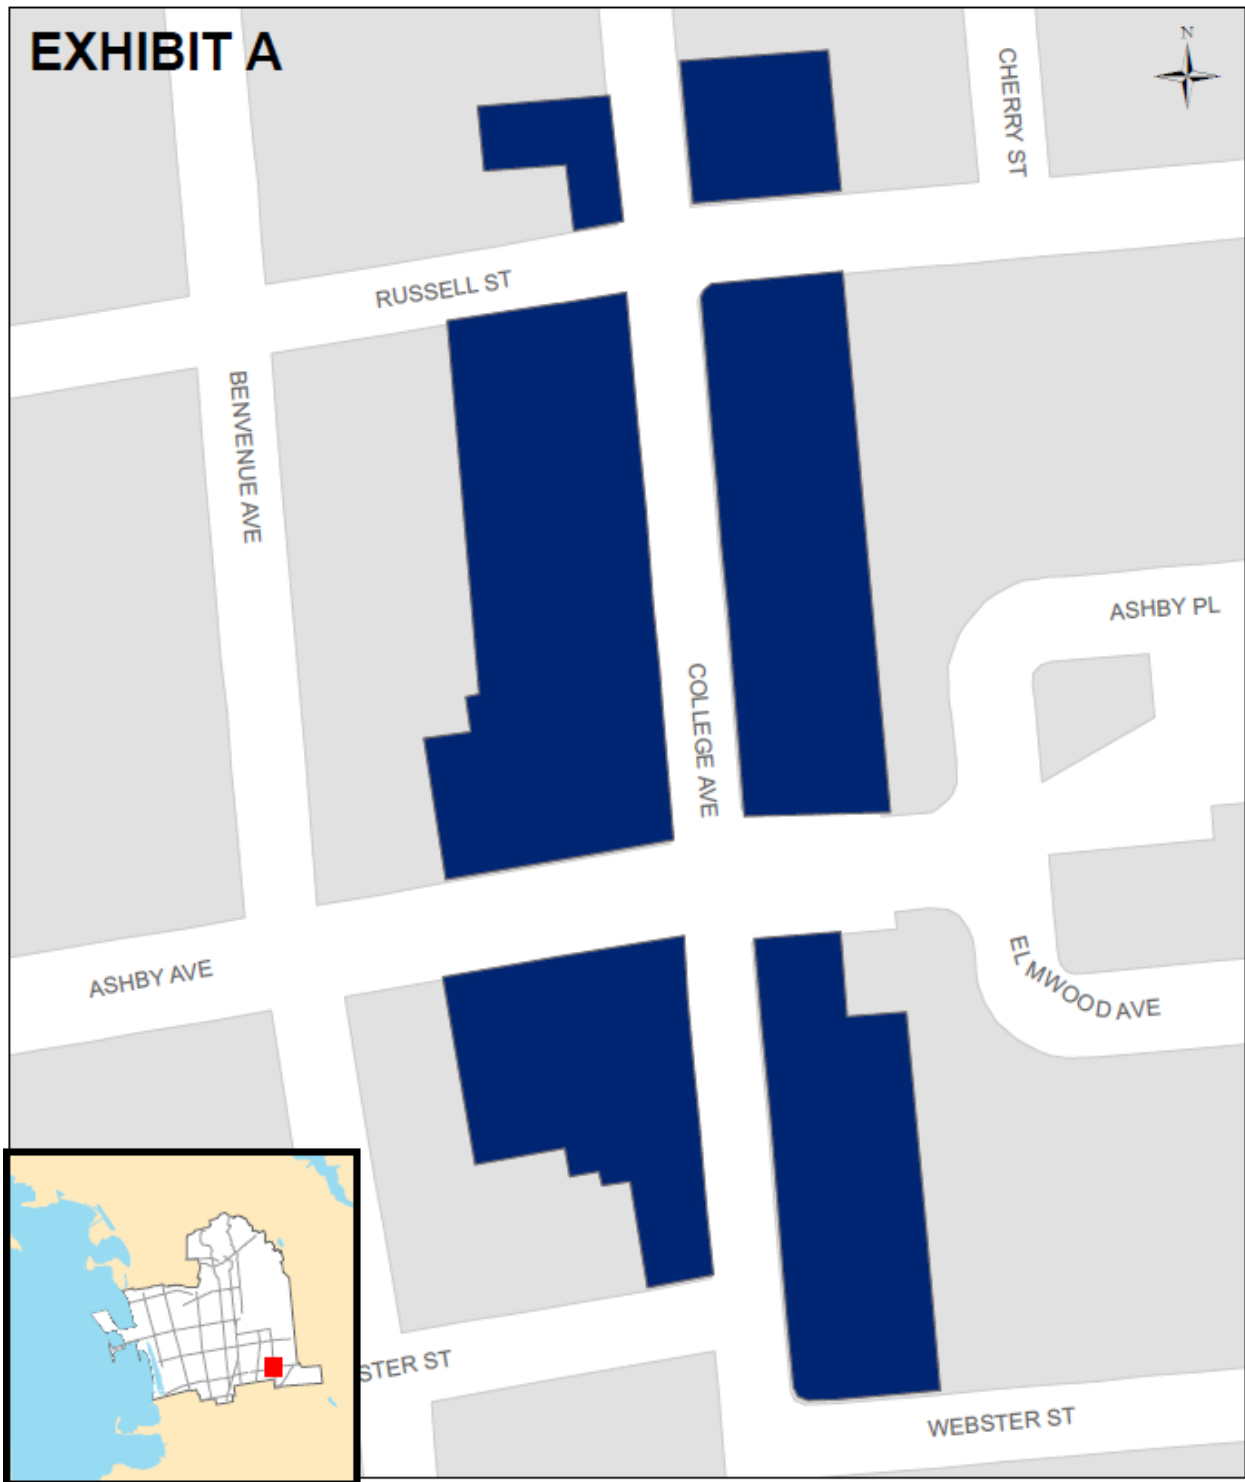 EXHIBIT A
N
CHERRY ST
RUSSELL ST
BENVENUE AVE
ASHBY PL
COLLEGE AVE
ASHBY AVE
ELMWOOD AVE
STER ST
WEBSTER ST